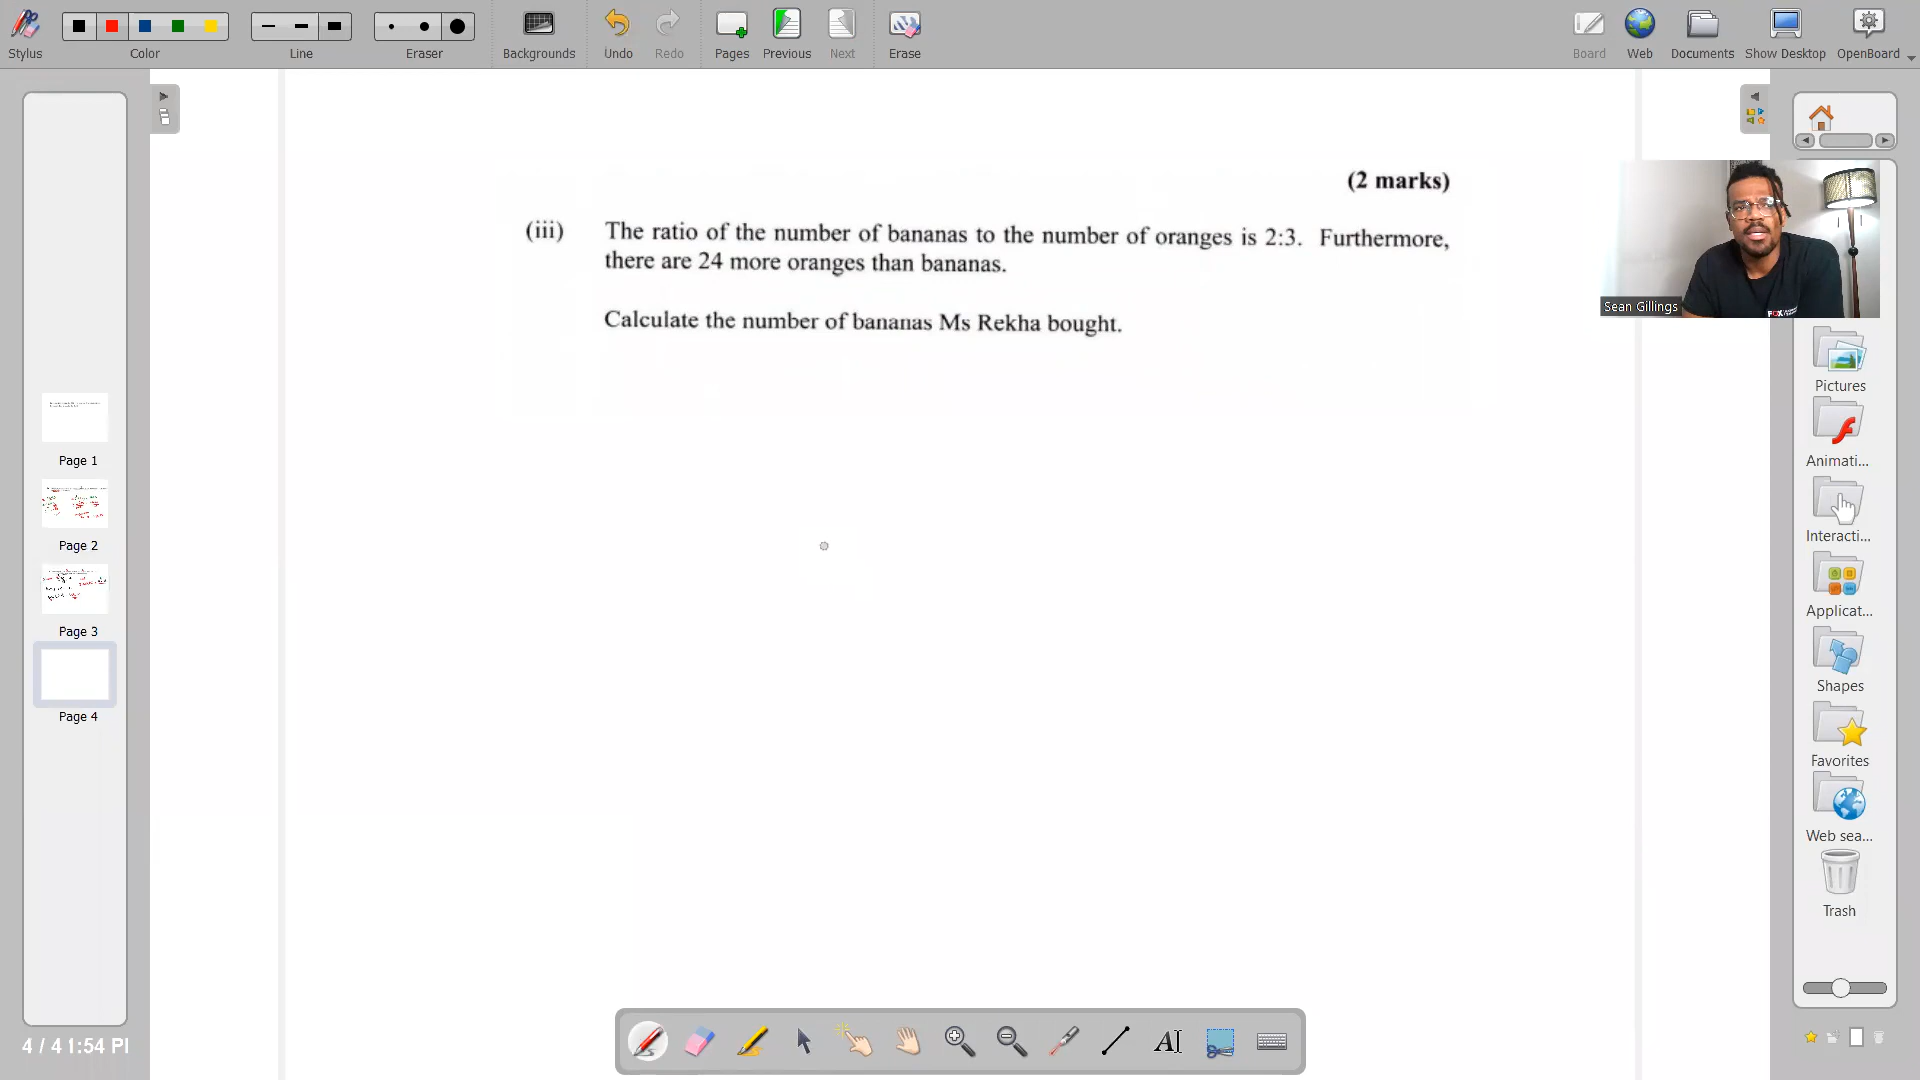 Stylus
Color
Line
Eraser
Backgrounds
Undo
Redo
Pages
Previous
Next
Erase
Board
Web
Documents
Show Desktop
OpenBoard
(2 marks)
(iii) The ratio of the number of bananas to the number of oranges is 2:3. Furthermore,
there are 24 more oranges than bananas.
Calculate the number of bananas Ms Rekha bought.
Sean Gillings
Page 1
Page 2
Page 3
Page 4
Pictures
Animati...
Interacti...
Applicat...
Shapes
Favorites
Web sea...
Trash
4 / 4 1:54 PI